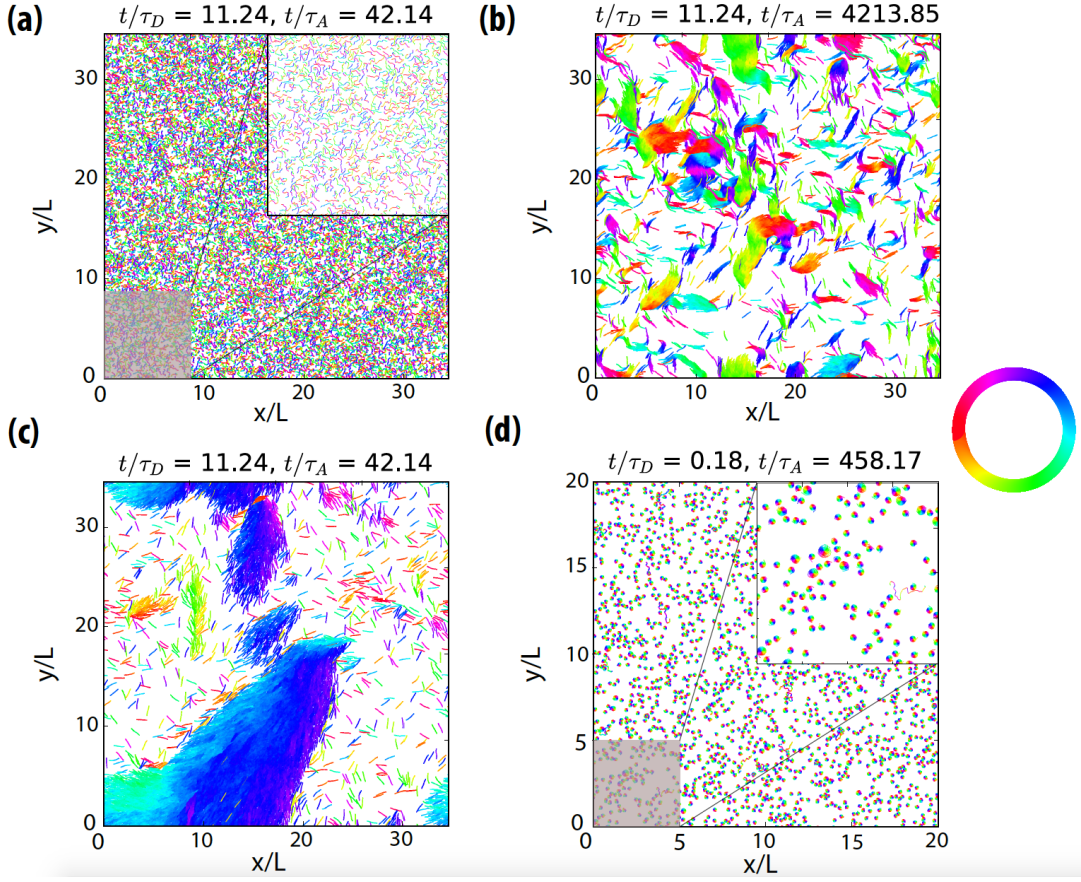 (a)
t/τ_D = 11.24, t/τ_A = 42.14
y/L
30
20
10
0
0 10 20 30
x/L
(b)
t/τ_D = 11.24, t/τ_A = 4213.85
y/L
30
20
10
0
0 10 20 30
x/L
(c)
t/τ_D = 11.24, t/τ_A = 42.14
y/L
30
20
10
0
0 10 20 30
x/L
(d)
t/τ_D = 0.18, t/τ_A = 458.17
y/L
20
15
10
5
0
0 5 10 15 20
x/L